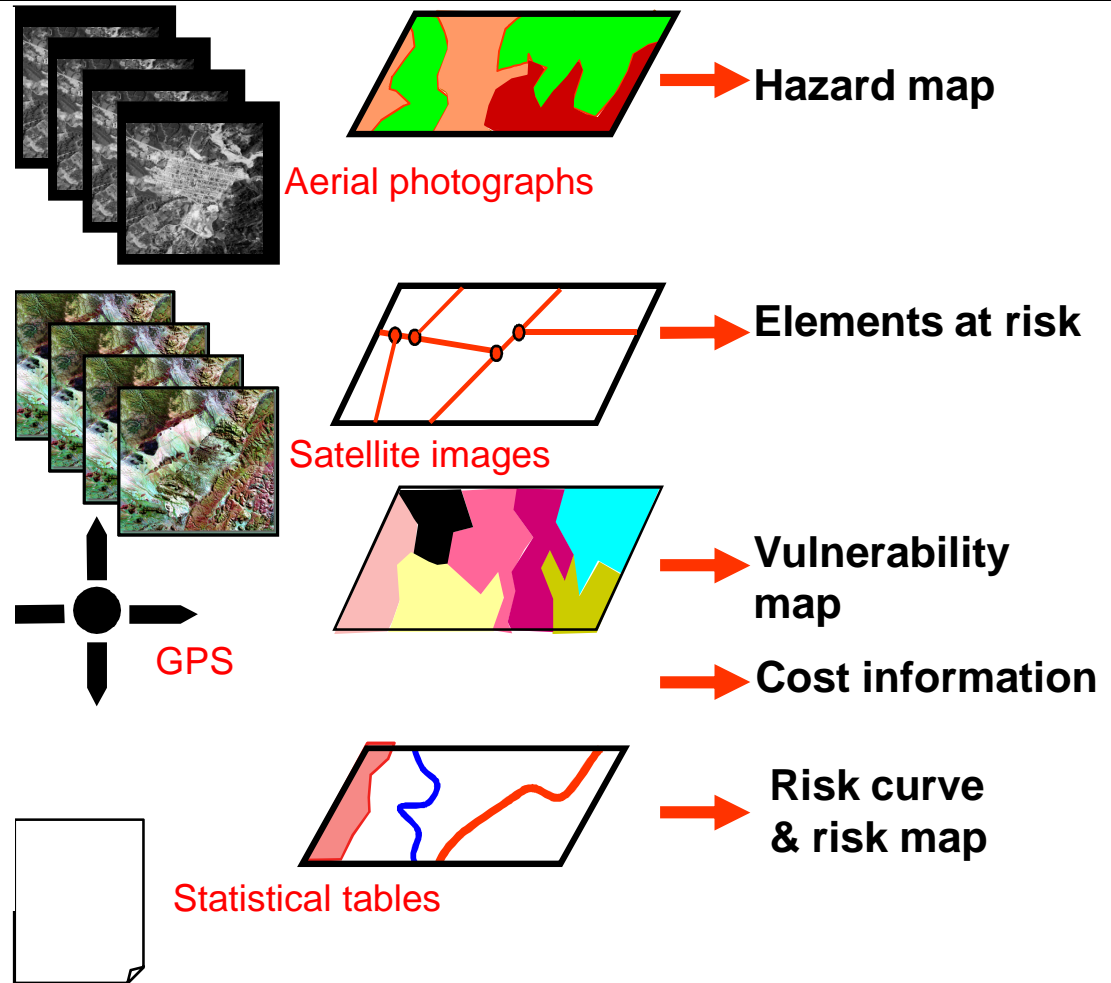 Hazard map
Aerial photographs
Elements at risk
Satellite images
Vulnerability
map
GPS
Cost information
Risk curve
& risk map
Statistical tables